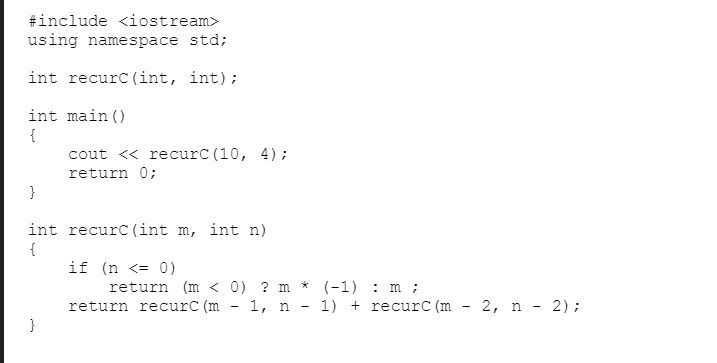 #include <iostream>
using namespace std;
int recurC(int, int);
int main()
{
cout << recurC(10, 4);
return 0;
}
int recurC(int m, int n)
{
if (n <= 0)
return (m < 0) ? m * (-1) : m ;
return recurC(m - 1, n - 1) + recurC(m - 2, n - 2);
}